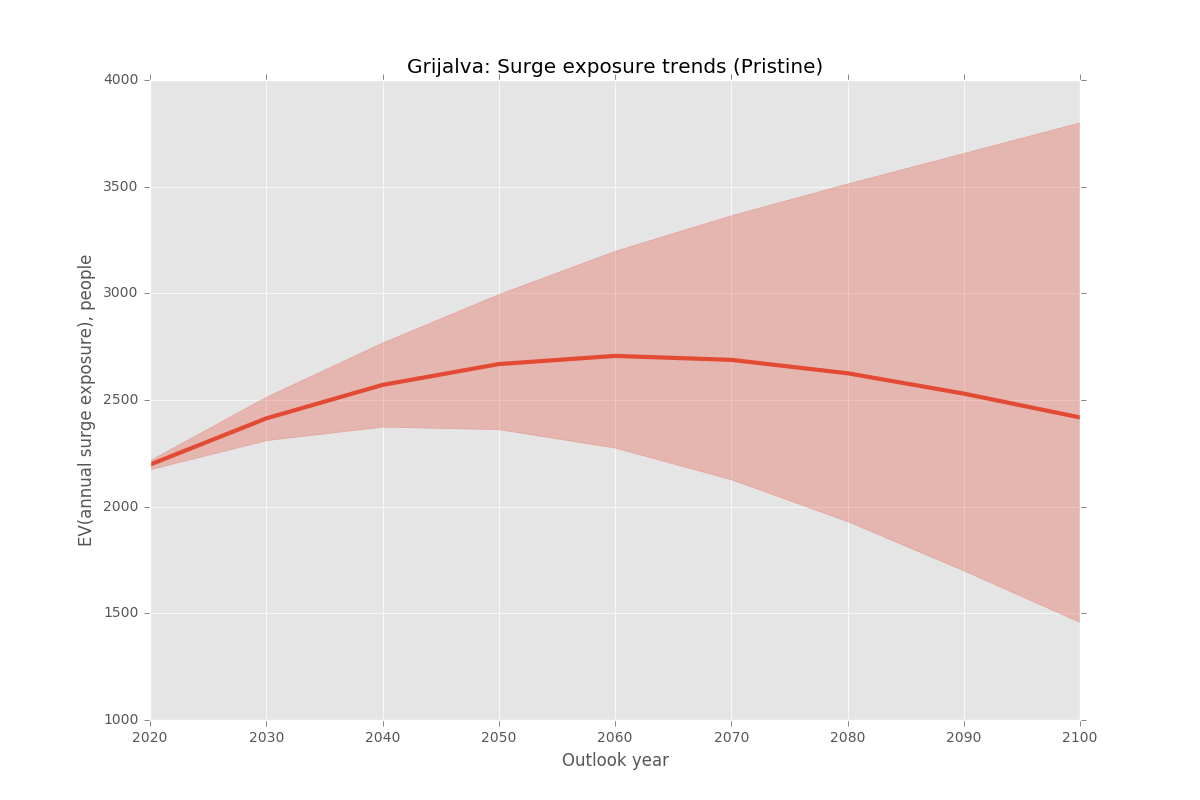 Grijalva: Surge exposure trends (Pristine)
4000
3500
3000
2500
2000
1500
1000
EV(annual surge exposure), people
2020 2030 2040 2050 2060 2070 2080 2090 2100
Outlook year